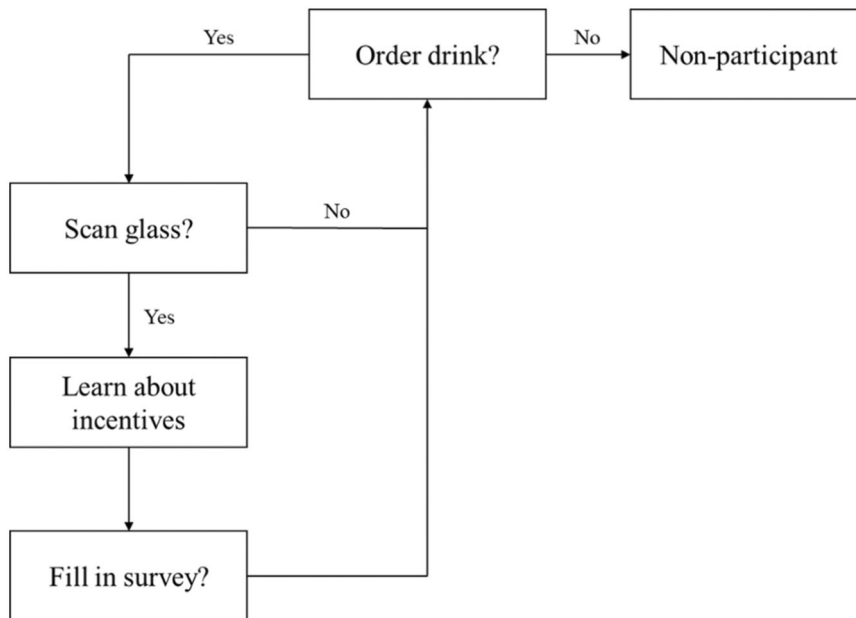 Yes
Order drink?
No
Non-participant
Scan glass?
No
Yes
Learn about
incentives
Fill in survey?